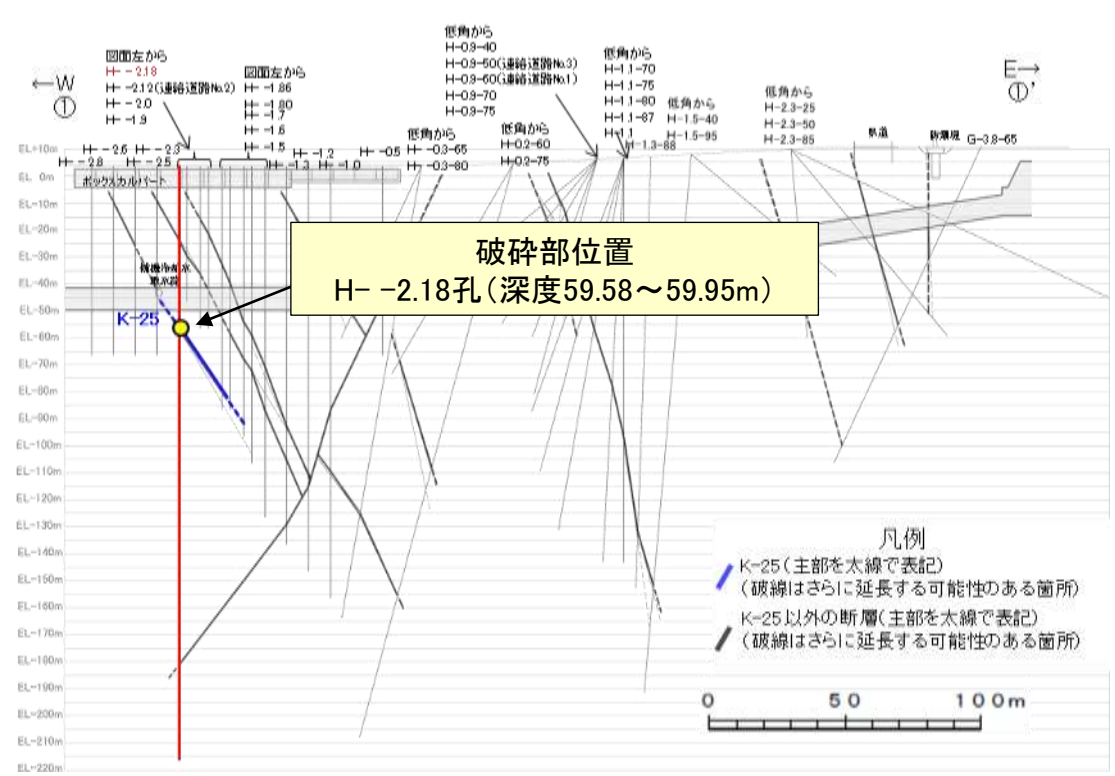 低角から
H-0.9-40
H-0.9-50(連絡道路No.3)
H-0.9-60(連絡道路No.1)
H-0.9-70
H-0.9-75
図面左から
H- -2.18
H- -2.12(連絡道路No.2)
H- -2.0
H- -1.9
図面左から
H- -1.86
H- -1.80
H- -1.7
H- -1.6
H- -1.5
低角から
H-1.1-70
H-1.1-75
H-1.1-80
H-1.1-87
H-1.1
低角から
H-1.5-40
H-1.5-95
低角から
H-2.3-25
H-2.3-50
H-2.3-85
←W
①
E→
①'
低角から
H-0.3-65
H-0.3-80
低角から
H-0.2-60
H-0.2-75
H-1.3-88
県道
防潮堤
G-3.8-65
H- -2.6
H- -2.3
H- -2.8
H- -2.5
H- -1.2
H- -0.5
H- -1.3
H- -1.0
ボックスカルバート
EL+10m
EL 0m
EL-10m
EL-20m
EL-30m
EL-40m
EL-50m
EL-60m
EL-70m
EL-80m
EL-90m
EL-100m
EL-110m
EL-120m
EL-130m
EL-140m
EL-150m
EL-160m
EL-170m
EL-180m
EL-190m
EL-200m
EL-210m
EL-220m
破砕部位置
H- -2.18孔(深度59.58~59.95m)
K-25
凡例
K-25(主部を太線で表記)
(破線はさらに延長する可能性のある箇所)
K-25以外の断層(主部を太線で表記)
(破線はさらに延長する可能性のある箇所)
0 50 100m